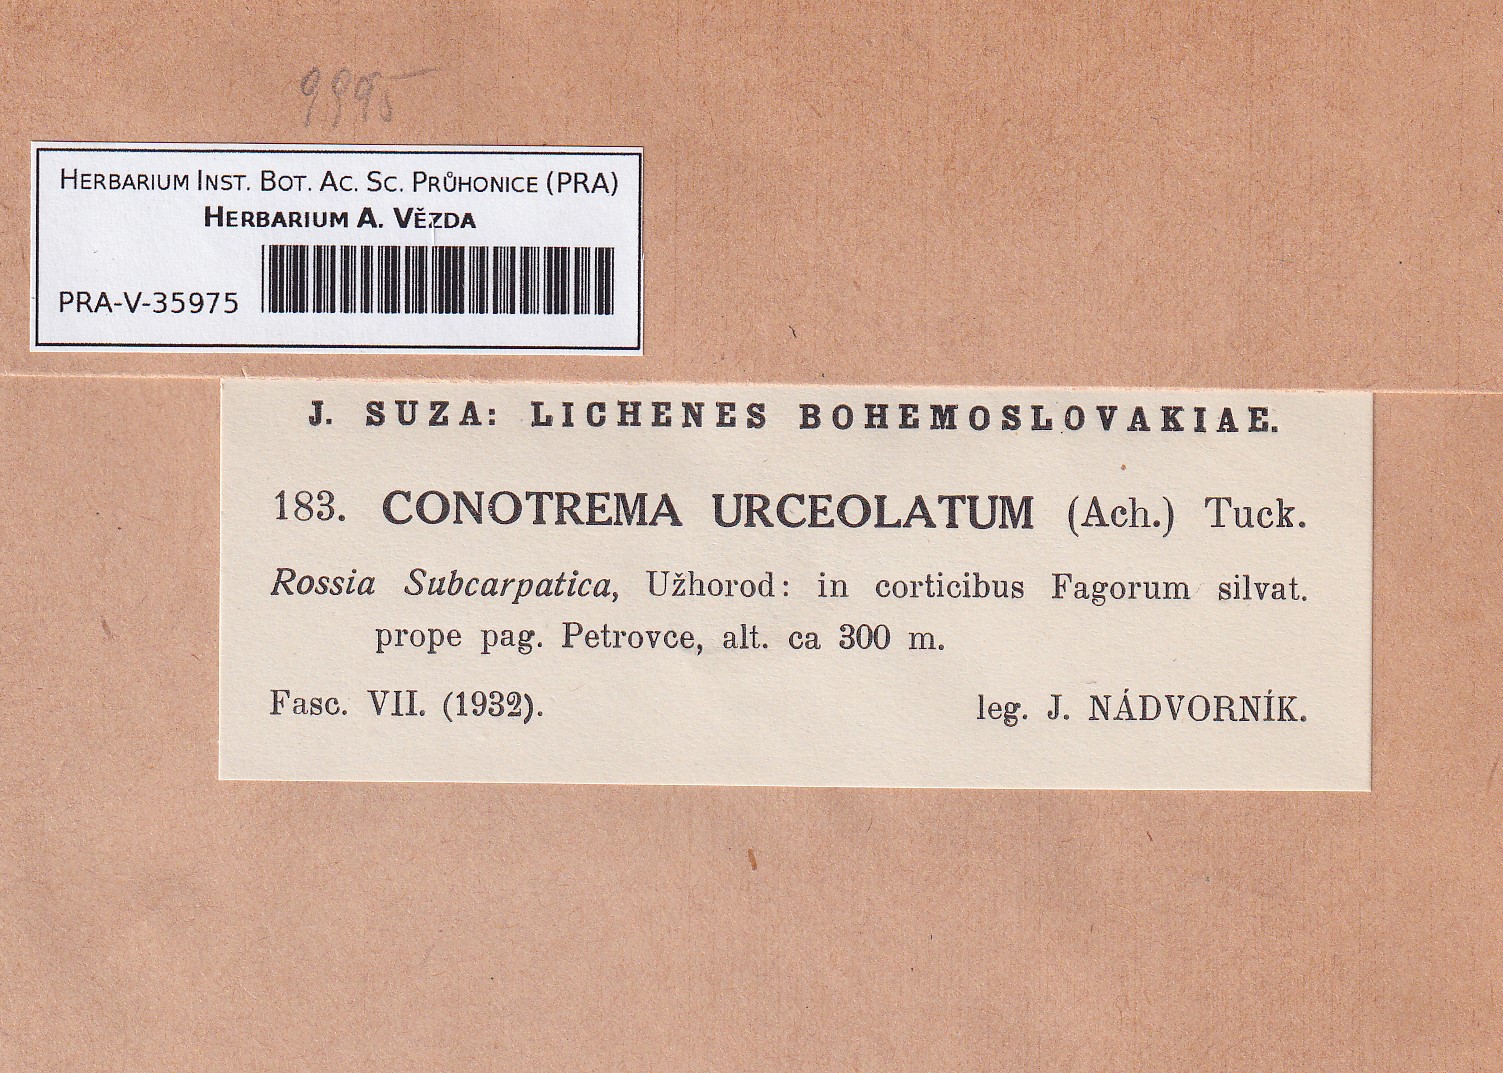 9995
HERBARIUM INST. BOT. AC. SC. PRŮHONICE (PRA)
HERBARIUM A. VĚZDA
PRA-V-35975
J. SUZA: LICHENES BOHEMOSLOVAKIAE.
183. CONOTREMA URCEOLATUM (Ach.) Tuck.
Rossia Subcarpatica, Užhorod: in corticibus Fagorum silvat.
prope pag. Petrovce, alt. ca 300 m.
Fasc. VII. (1932). leg. J. NÁDVORNÍK.